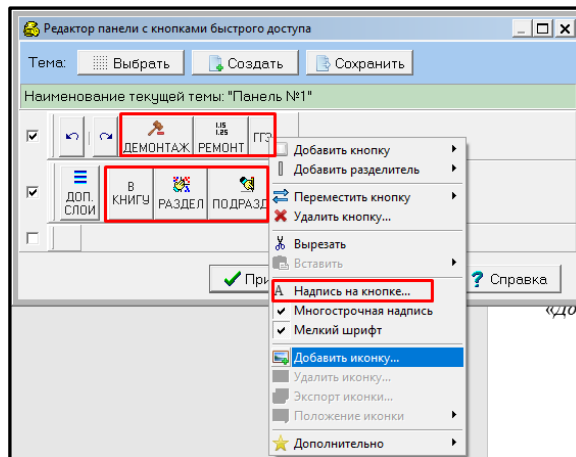 Редактор панели с кнопками быстрого доступа
Тема: Выбрать Создать Сохранить
Наименование текущей темы: "Панель №1"
1.15
1.25
ДЕМОНТАЖ РЕМОНТ ГГЭ
ДОП.
СЛОИ
В
КНИГУ
РАЗДЕЛ
ПОДРАЗД
При
Справка
Добавить кнопку
Добавить разделитель
Переместить кнопку
Удалить кнопку...
Вырезать
Вставить
Надпись на кнопке...
Многострочная надпись
Мелкий шрифт
Добавить иконку...
Удалить иконку...
Экспорт иконки...
Положение иконки
Дополнительно
«До